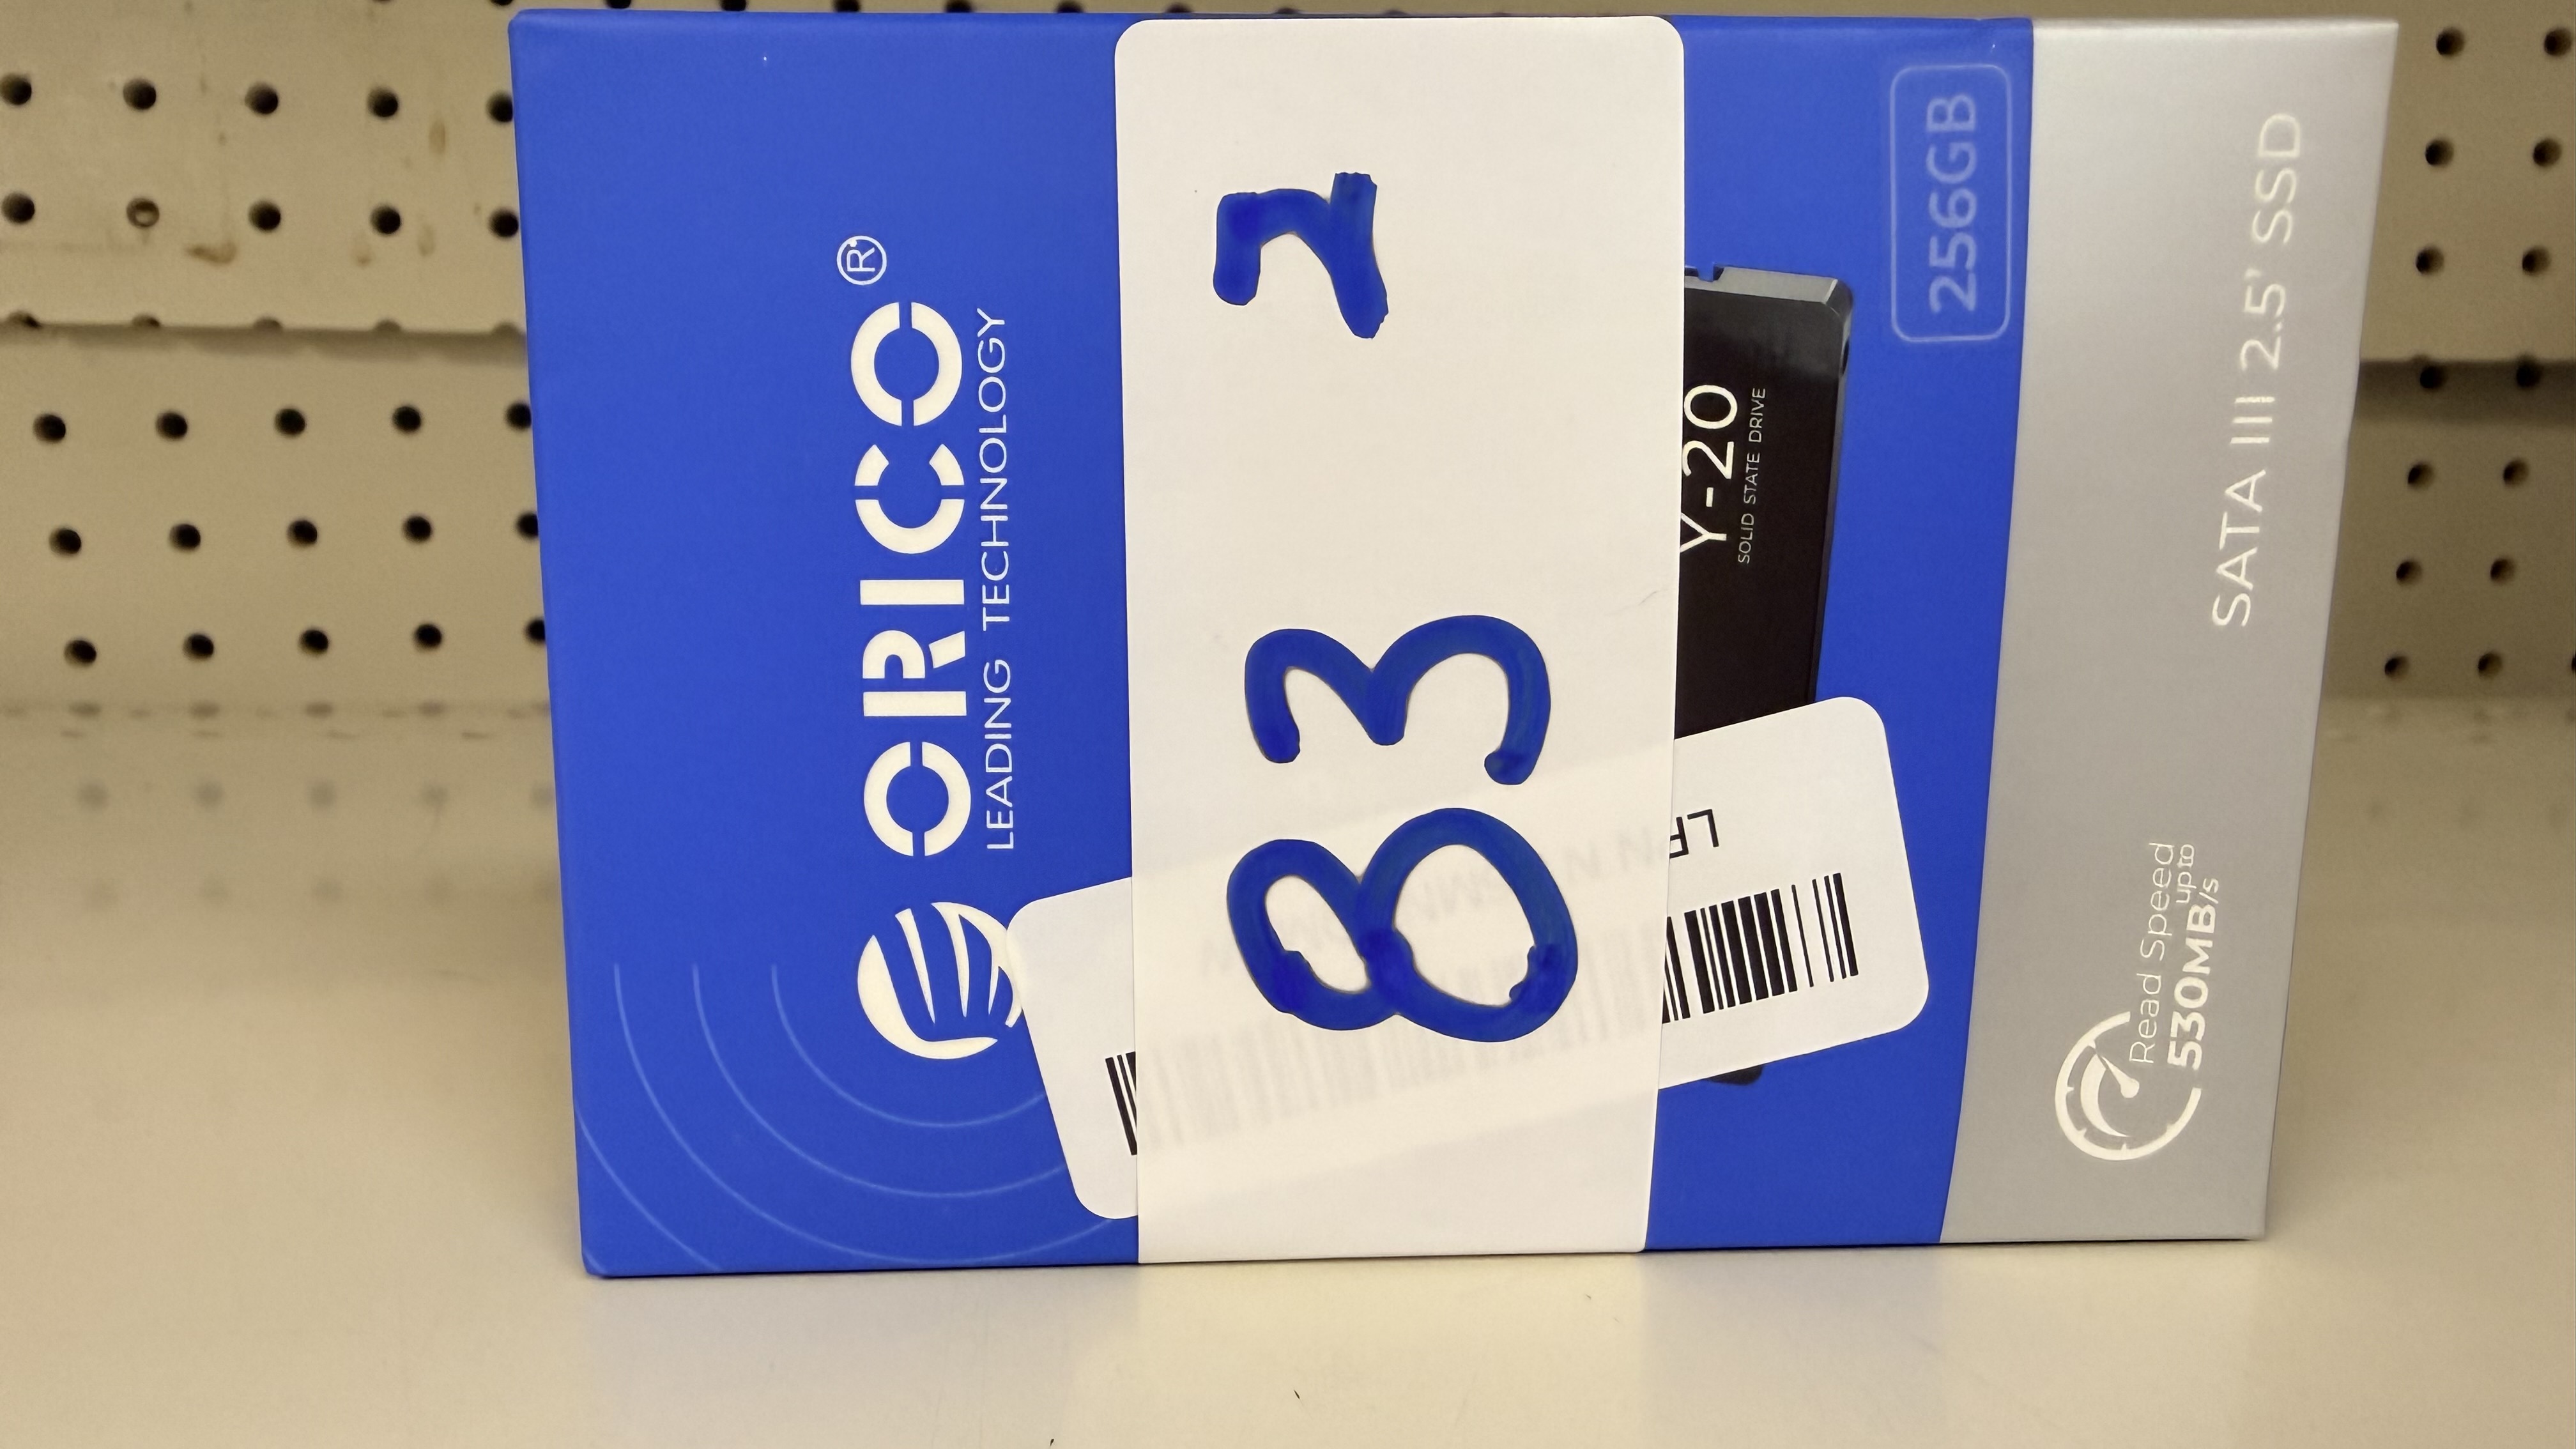 ORICO®
LEADING TECHNOLOGY
83 2
Y-20
SOLID STATE DRIVE
256GB
SATA III 2.5' SSD
Read Speed
up to
530MB/s